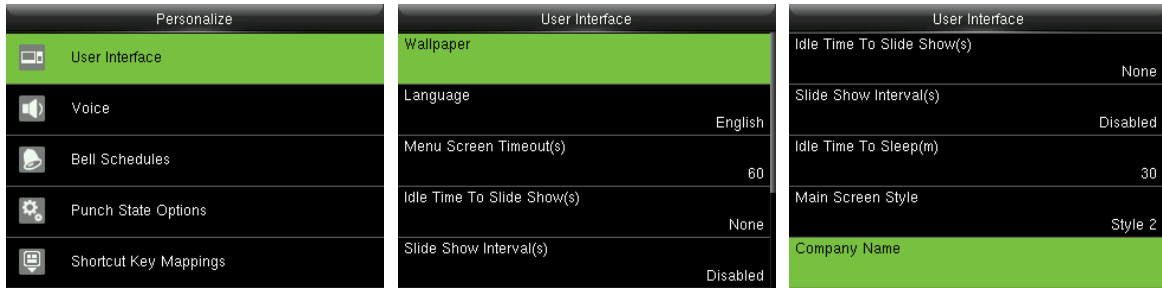 Personalize
User Interface
Voice
Bell Schedules
Punch State Options
Shortcut Key Mappings
User Interface
Wallpaper
Language
English
Menu Screen Timeout(s)
60
Idle Time To Slide Show(s)
None
Slide Show Interval(s)
Disabled
User Interface
Idle Time To Slide Show(s)
None
Slide Show Interval(s)
Disabled
Idle Time To Sleep(m)
30
Main Screen Style
Style 2
Company Name